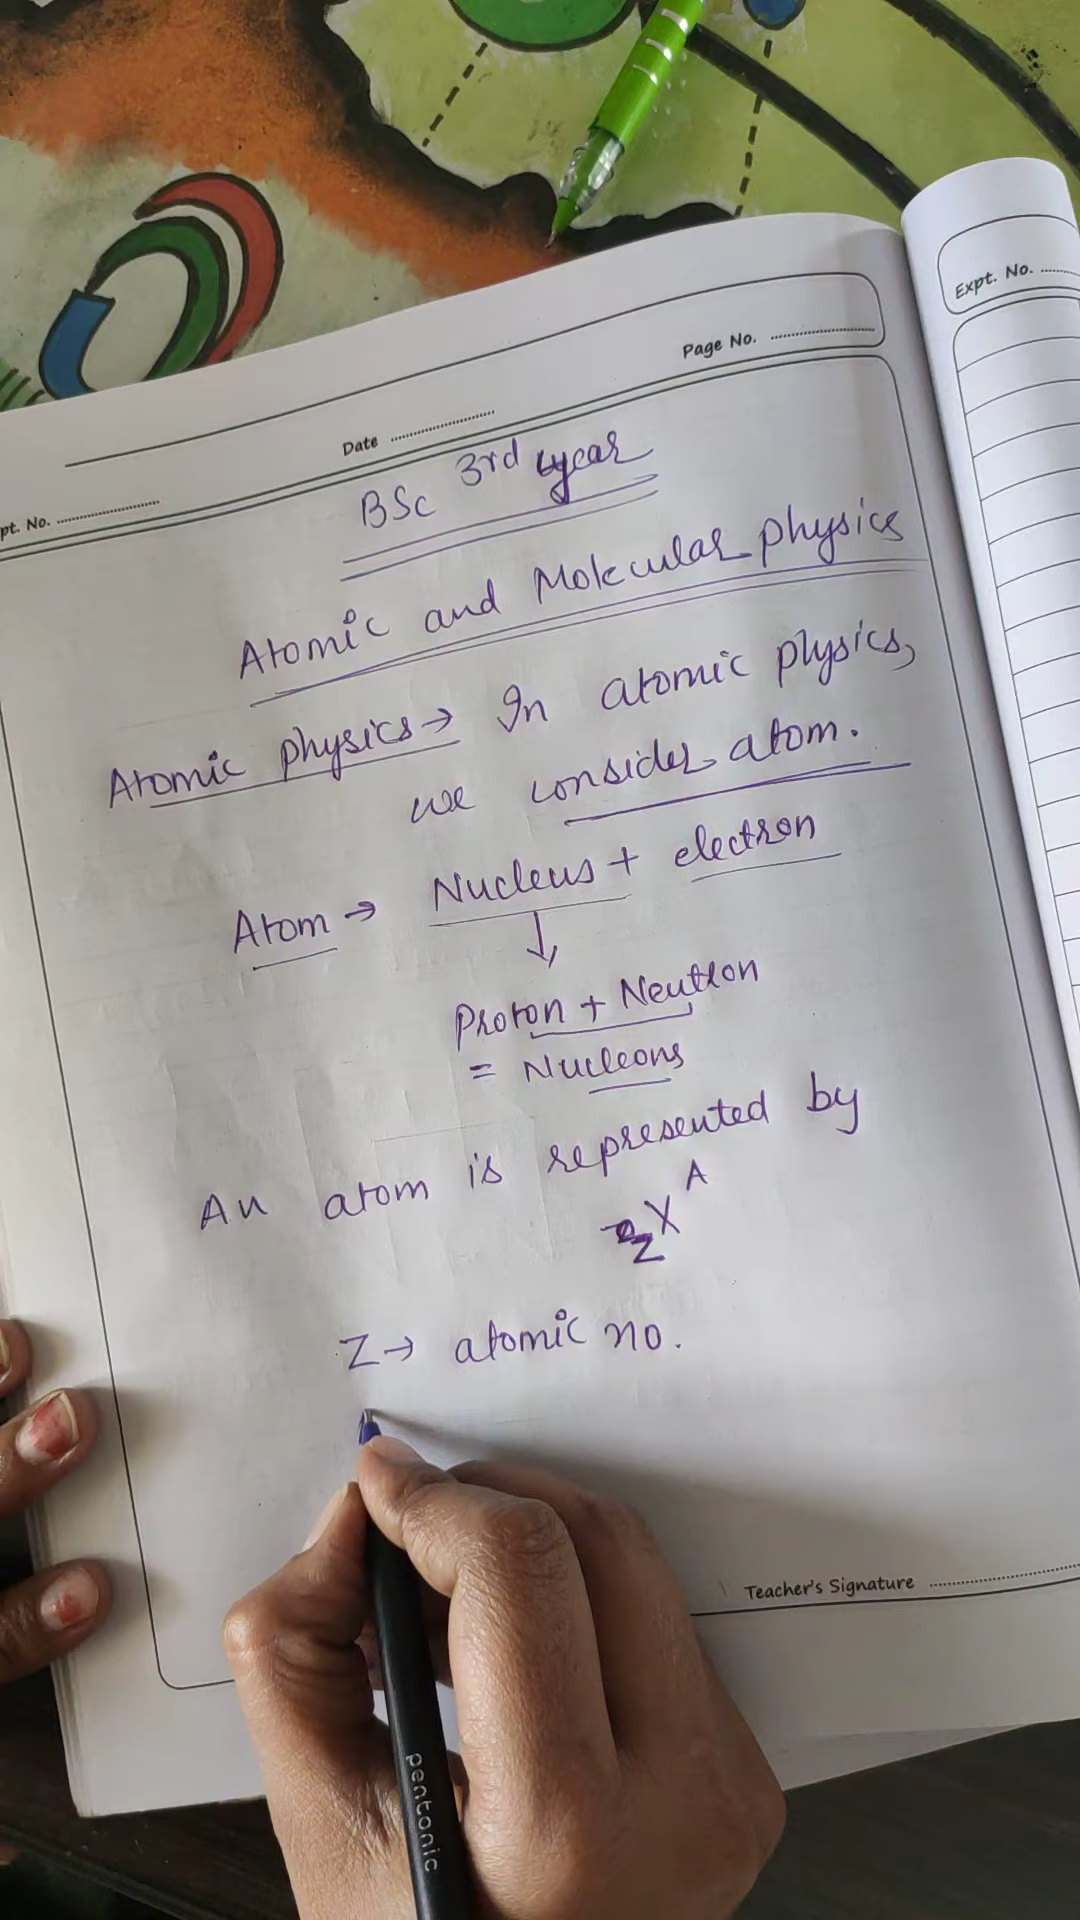 Expt. No. ..........
Page No. ....................
Date ....................
pt. No. ....................
BSc 3rd year
Atomic and Molecular physics
Atomic physics → In atomic physics,
we consider atom.
Atom → Nucleus + electron
↓
Proton + Neutron
= Nucleons
An atom is represented by
A
X
Z
Z → atomic no.
Teacher's Signature ....................
pentonic